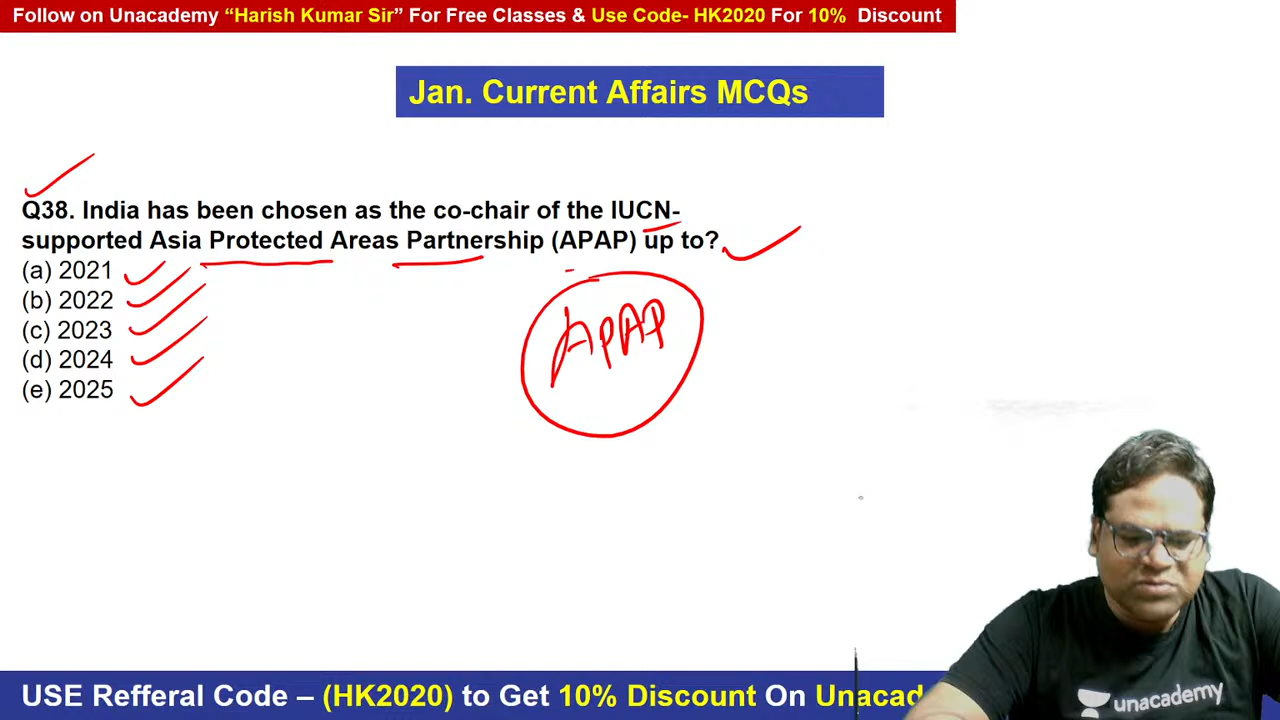 Follow on Unacademy “Harish Kumar Sir” For Free Classes & Use Code- HK2020 For 10% Discount
Jan. Current Affairs MCQs
Q38. India has been chosen as the co-chair of the IUCN-
supported Asia Protected Areas Partnership (APAP) up to?
(a) 2021
(b) 2022
(c) 2023
(d) 2024
(e) 2025
APAP
unacademy
USE Refferal Code – (HK2020) to Get 10% Discount On Unacad